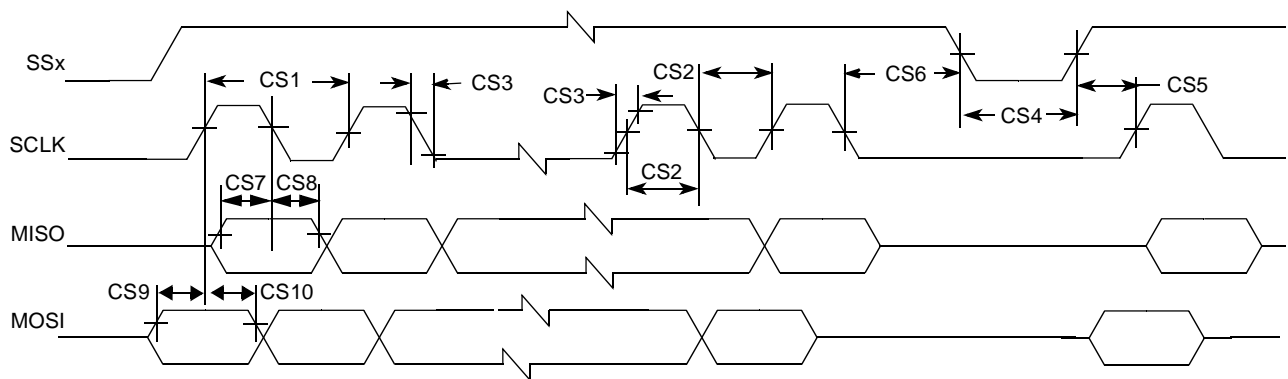 SSx
CS1
CS3
CS3
CS2
CS6
CS4
CS5
SCLK
CS7
CS8
CS2
MISO
CS9
CS10
MOSI